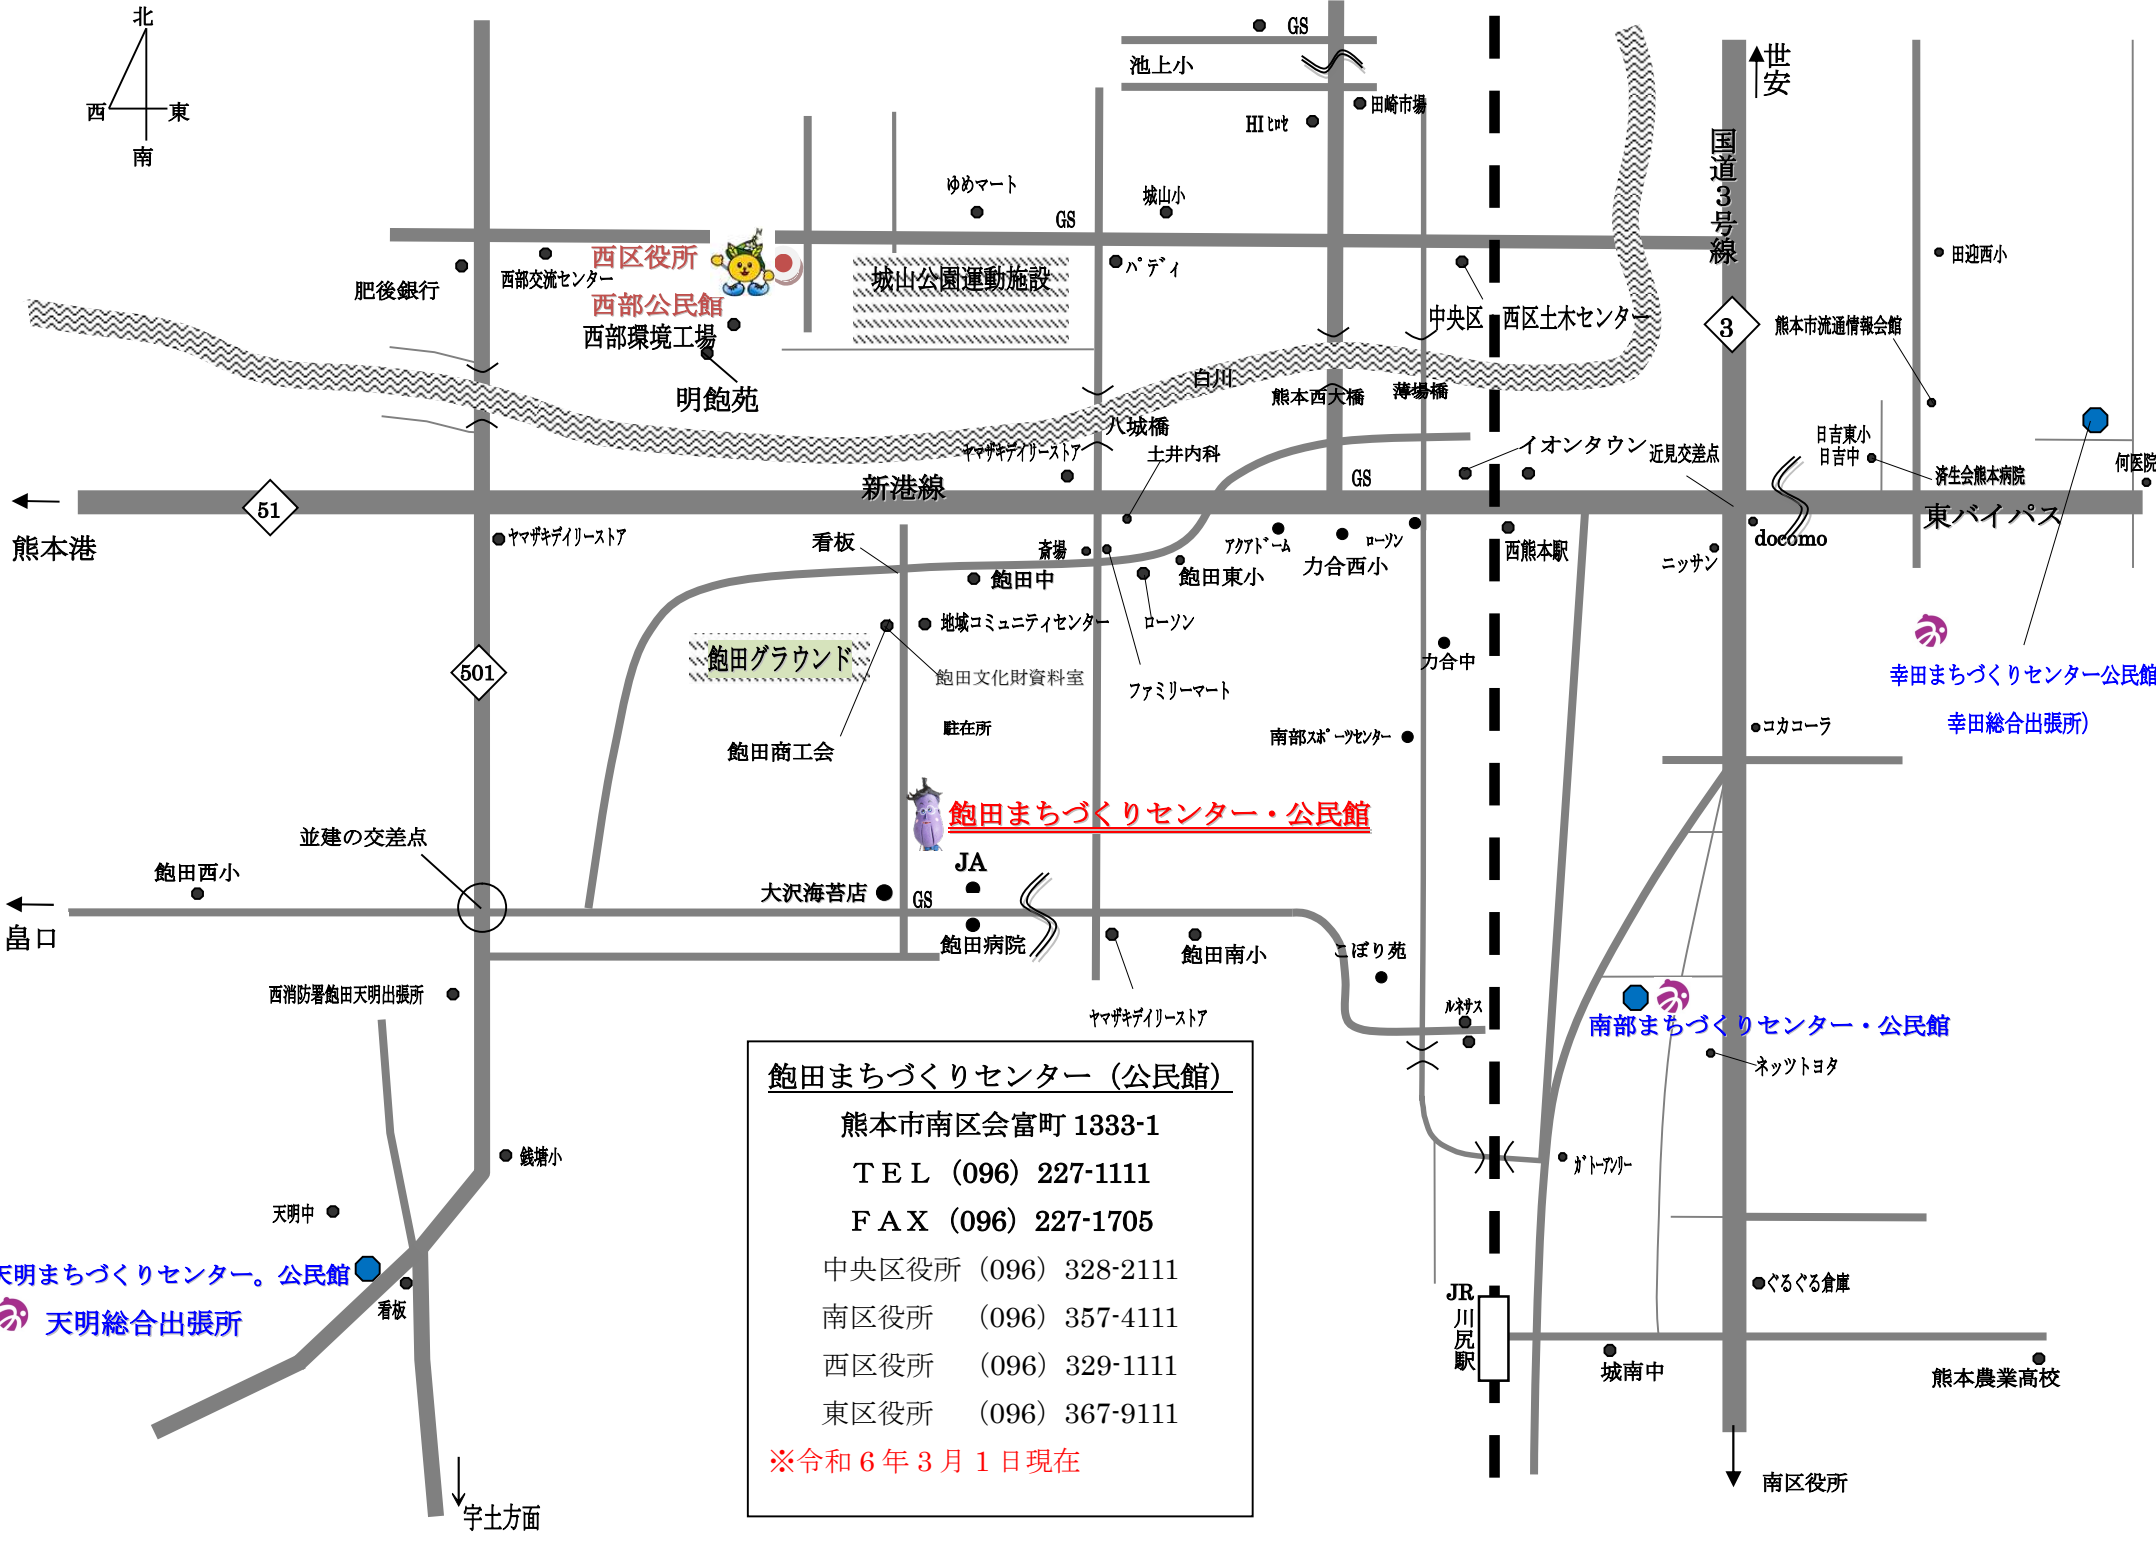 北
西
東
南
GS
池上小
田崎市場
HIヒロセ
世安
国道3号線
ゆめマート
城山小
GS
西区役所
西部交流センター
肥後銀行
西部公民館
西部環境工場
明飽苑
城山公園運動施設
パディ
中央区
西区土木センター
3
田迎西小
熊本市流通情報会館
白川
熊本西大橋
薄場橋
八城橋
ヤマザキデイリーストア
土井内科
イオンタウン
近見交差点
日吉東小
日吉中
済生会熊本病院
何医院
新港線
GS
51
東バイパス
熊本港
ヤマザキデイリーストア
看板
斎場
アクアドーム
ローソン
西熊本駅
docomo
ニッサン
飽田中
飽田東小
力合西小
地域コミュニティセンター
ローソン
飽田グラウンド
501
飽田文化財資料室
ファミリーマート
力合中
幸田まちづくりセンター公民館
幸田総合出張所)
駐在所
飽田商工会
南部スポーツセンター
コカコーラ
飽田まちづくりセンター・公民館
並建の交差点
飽田西小
JA
大沢海苔店
GS
畠口
飽田病院
飽田南小
こぼり苑
西消防署飽田天明出張所
ヤマザキデイリーストア
ルネサス
南部まちづくりセンター・公民館
ネッツトヨタ
飽田まちづくりセンター（公民館）
熊本市南区会富町 1333-1
ＴＥＬ（096）227-1111
ＦＡＸ（096）227-1705
中央区役所（096）328-2111
南区役所　（096）357-4111
西区役所　（096）329-1111
東区役所　（096）367-9111
※令和 6 年 3 月 1 日現在
銭塘小
ガトーアンリー
天明中
天明まちづくりセンター。公民館
看板
天明総合出張所
JR
川尻駅
ぐるぐる倉庫
城南中
熊本農業高校
南区役所
宇土方面